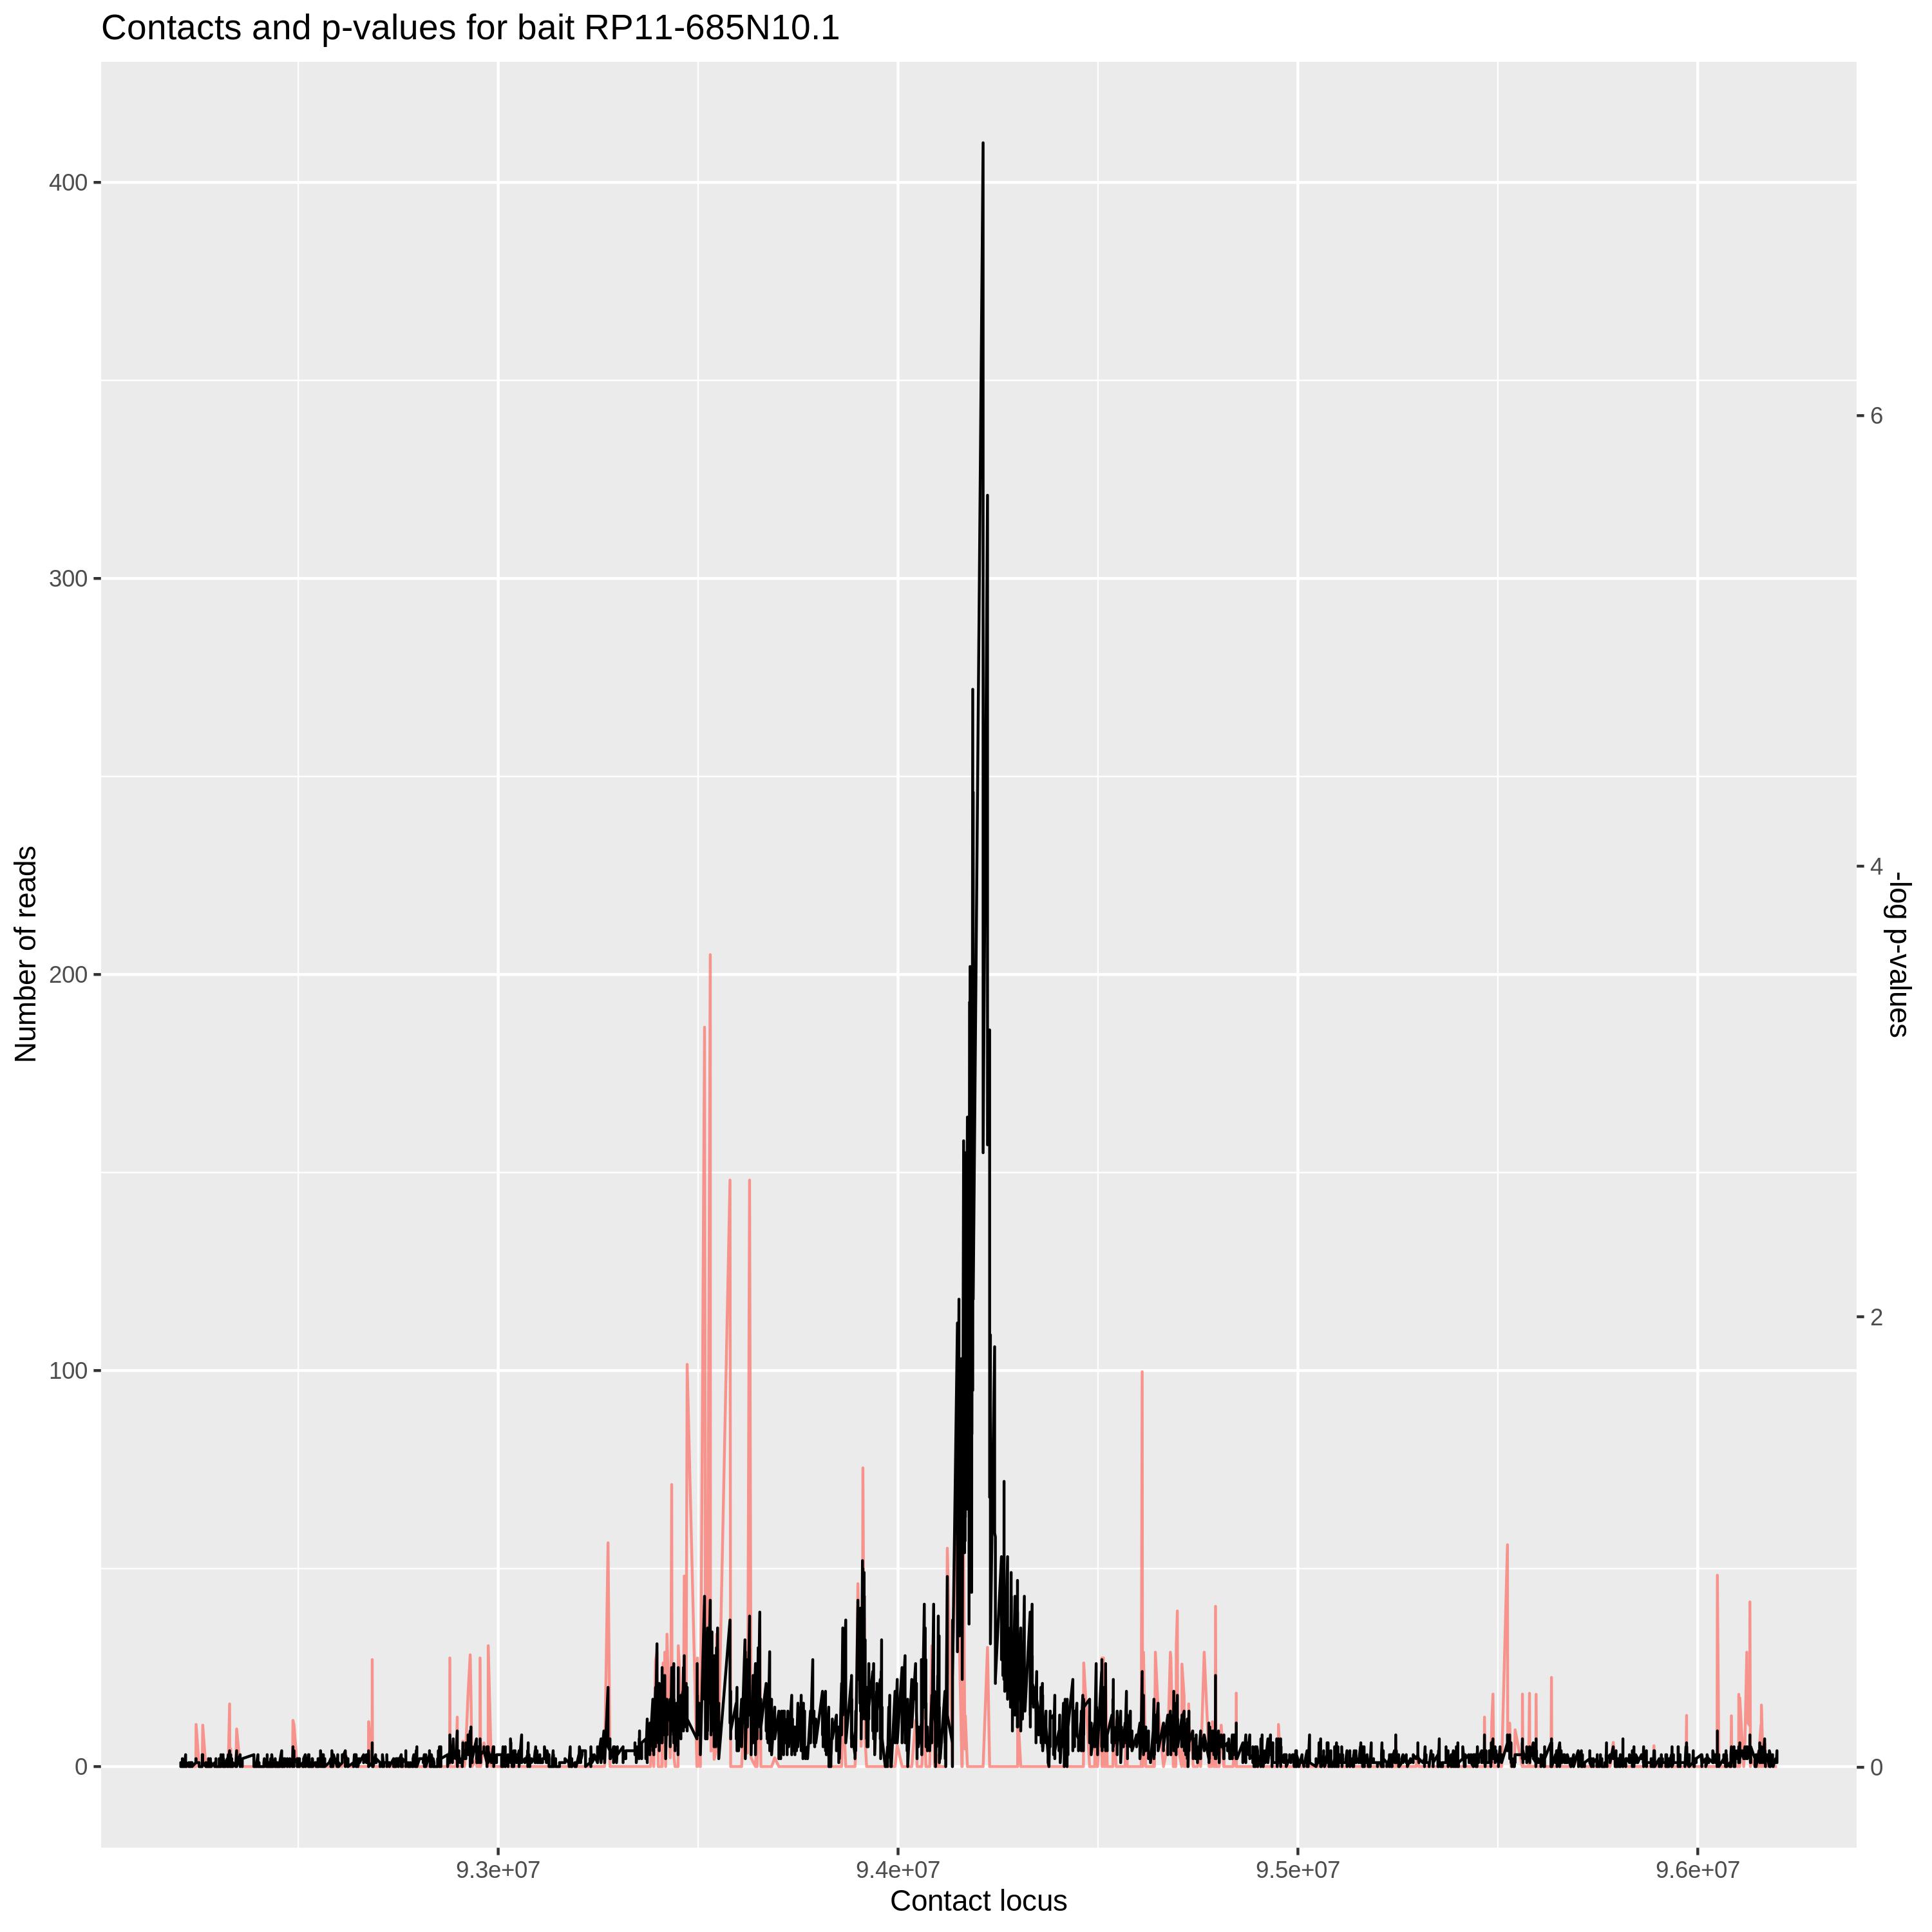 Contacts and p-values for bait RP11-685N10.1
400
300
200
100
0
Number of reads
6
4
2
0
-log p-values
9.3e+07
9.4e+07
9.5e+07
9.6e+07
Contact locus